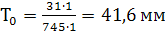 T₀ = 31·1 / 745·1 = 41,6 мм